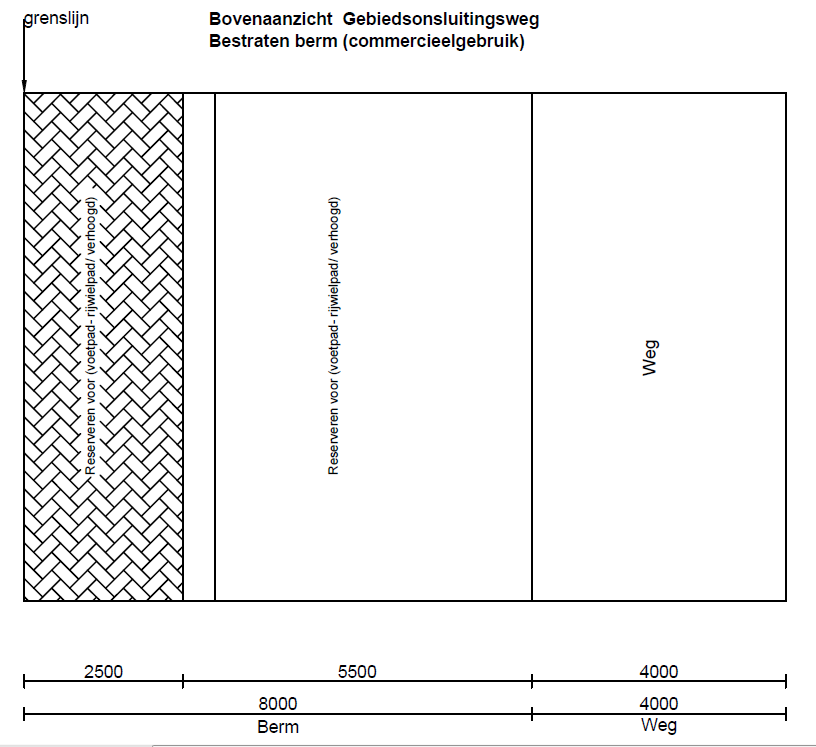 grenslijn
Bovenaanzicht Gebiedsonsluitingsweg
Bestraten berm (commercieelgebruik)
Reserveren voor (voetpad- rijwielpad/ verhoogd)
Reserveren voor (voetpad- rijwielpad/ verhoogd)
Weg
2500
5500
4000
8000
4000
Berm
Weg